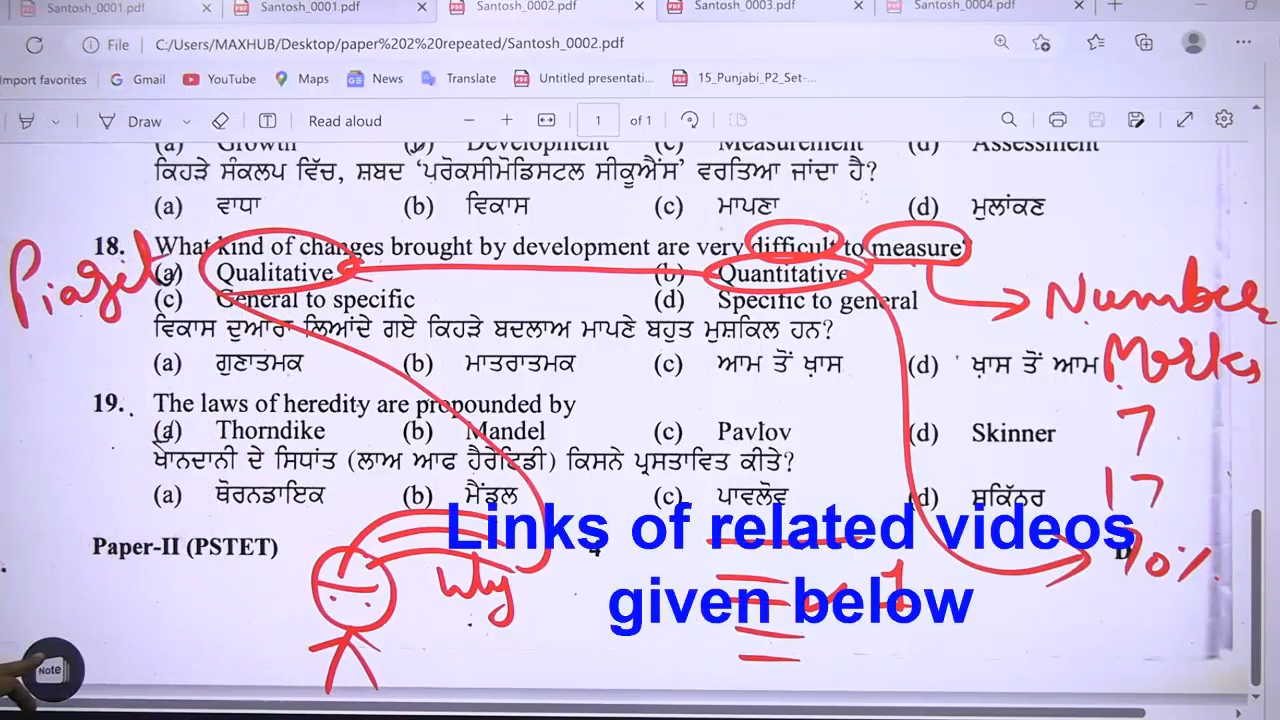 Santosh_0001.pdf Santosh_0001.pdf Santosh_0002.pdf Santosh_0003.pdf Santosh_0004.pdf
File C:/Users/MAXHUB/Desktop/paper%202%20repeated/Santosh_0002.pdf
Import favorites Gmail YouTube Maps News Translate Untitled presentati... 15_Punjabi_P2_Set-...
Draw Read aloud 1 of 1
(a) Growth (b) Development (c) Measurement (d) Assessment
ਕਿਹੜੇ ਸੰਕਲਪ ਵਿੱਚ, ਸ਼ਬਦ ‘ਪਰੋਕਸੀਮੋਡਿਸਟਲ ਸੀਕੂਐਂਸ’ ਵਰਤਿਆ ਜਾਂਦਾ ਹੈ?
(a) ਵਾਧਾ (b) ਵਿਕਾਸ (c) ਮਾਪਣਾ (d) ਮੁਲਾਂਕਣ
18. What kind of changes brought by development are very difficult to measure?
Piaget
(a) Qualitative (b) Quantitative
(c) General to specific (d) Specific to general
Number
ਵਿਕਾਸ ਦੁਆਰਾ ਲਿਆਂਦੇ ਗਏ ਕਿਹੜੇ ਬਦਲਾਅ ਮਾਪਣੇ ਬਹੁਤ ਮੁਸ਼ਕਿਲ ਹਨ?
(a) ਗੁਣਾਤਮਕ (b) ਮਾਤਰਾਤਮਕ (c) ਆਮ ਤੋਂ ਖ਼ਾਸ (d) ਖ਼ਾਸ ਤੋਂ ਆਮ
Marks
19. The laws of heredity are propounded by
7
(a) Thorndike (b) Mandel (c) Pavlov (d) Skinner
ਖ਼ਾਨਦਾਨੀ ਦੇ ਸਿਧਾਂਤ (ਲਾਅ ਆਫ ਹੈਰੇਟਿਡੀ) ਕਿਸਨੇ ਪ੍ਰਸਤਾਵਿਤ ਕੀਤੇ?
(a) ਥੋਰਨਡਾਇਕ (b) ਮੈਂਡਲ (c) ਪਾਵਲੋਵ (d) ਸ਼ਕਿੱਨਰ
17
Links of related videos
given below
Paper-II (PSTET) 4 D
90%
Why
Note